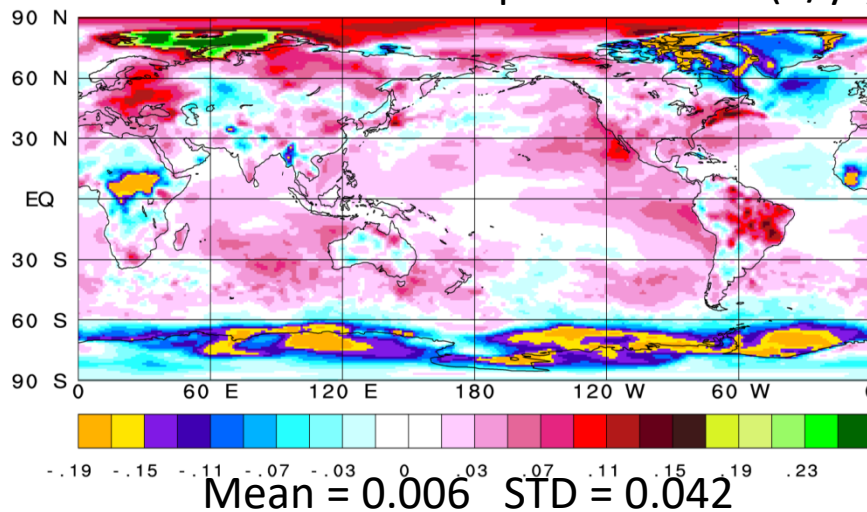 90 N
60 N
30 N
EQ
30 S
60 S
90 S
0 60 E 120 E 180 120 W 60 W
-.19 -.15 -.11 -.07 -.03 0 .03 .07 .11 .15 .19 .23
Mean = 0.006 STD = 0.042